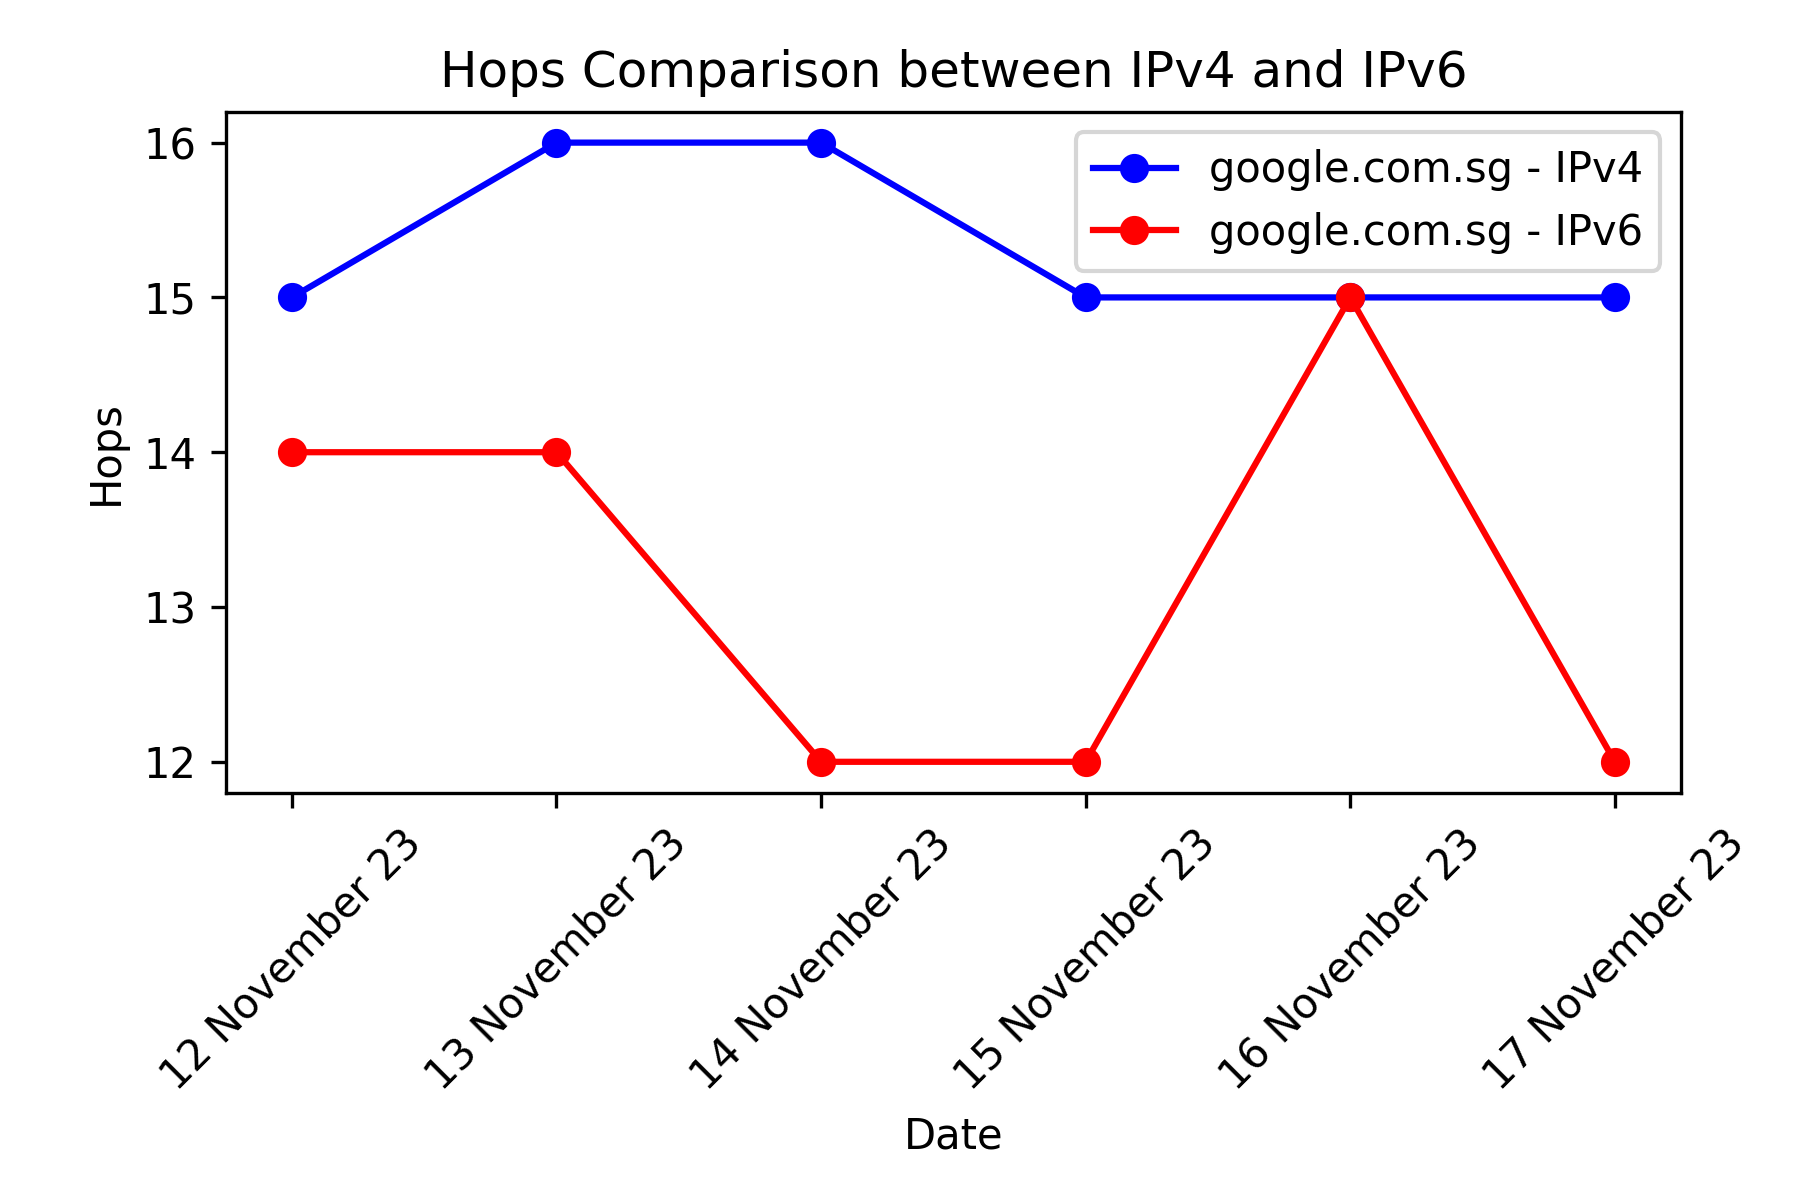 Hops Comparison between IPv4 and IPv6
google.com.sg - IPv4
google.com.sg - IPv6
Hops
16
15
14
13
12
12 November 23
13 November 23
14 November 23
15 November 23
16 November 23
17 November 23
Date